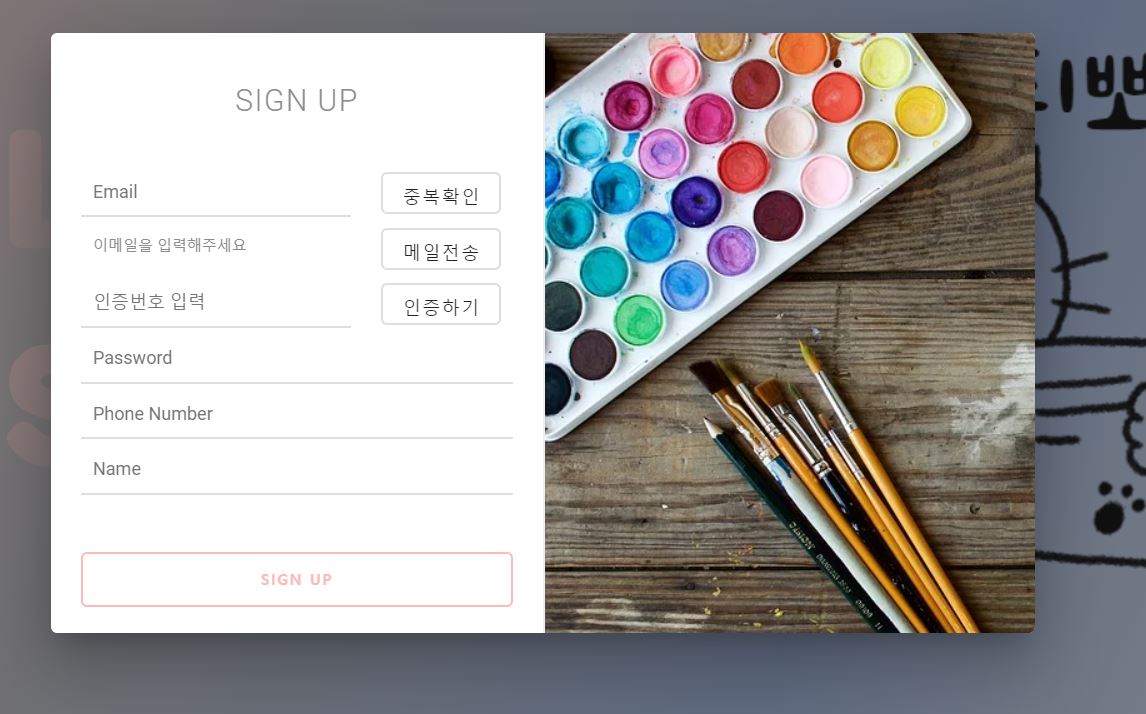 SIGN UP
Email
중복확인
이메일을 입력해주세요
메일전송
인증번호 입력
인증하기
Password
Phone Number
Name
SIGN UP